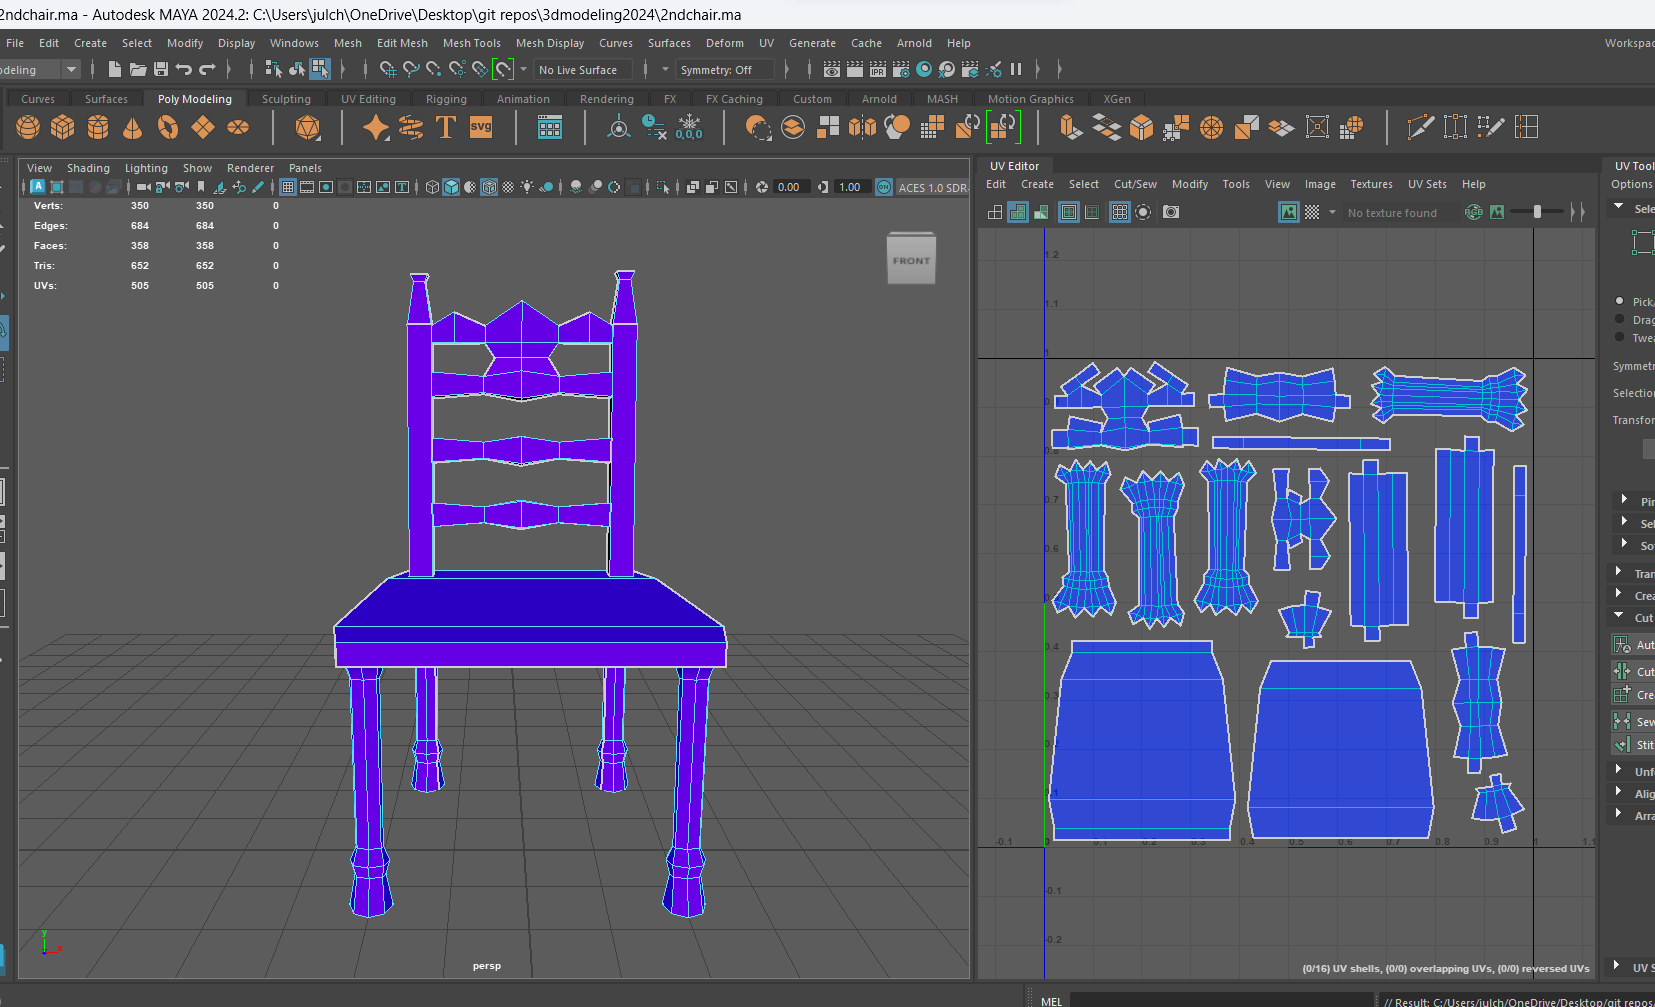 2ndchair.ma - Autodesk MAYA 2024.2: C:\Users\julch\OneDrive\Desktop\git repos\3dmodeling2024\2ndchair.ma
File Edit Create Select Modify Display Windows Mesh Edit Mesh Mesh Tools Mesh Display Curves Surfaces Deform UV Generate Cache Arnold Help Workspac
odeling No Live Surface Symmetry: Off
IPR
Curves Surfaces Poly Modeling Sculpting UV Editing Rigging Animation Rendering FX FX Caching Custom Arnold MASH Motion Graphics XGen
T SVG 0,0,0
View Shading Lighting Show Renderer Panels
0.00 1.00 ACES 1.0 SDR-
Verts: 350 350 0
Edges: 684 684 0
Faces: 358 358 0
Tris: 652 652 0
UVs: 505 505 0
FRONT
y
x
persp
UV Editor
Edit Create Select Cut/Sew Modify Tools View Image Textures UV Sets Help
No texture found RGB
1.2
1.1
1
0.7
0.6
0.4
-0.1 0 0.1 0.2 0.3 0.4 0.5 0.6 0.7 0.8 0.9 1 1.1
-0.1
-0.2
(0/16) UV shells, (0/0) overlapping UVs, (0/0) reversed UVs
UV Tool
Options
Sele
Pick/
Drag
Twea
Symmetr
Selection
Transfor
Pin
Sel
Sof
Tran
Crea
Cut
Aut
Cut
Cre
Sew
Stit
Unf
Alig
Arra
UV S
MEL // Result: C:/Users/julch/OneDrive/Desktop/git repos/